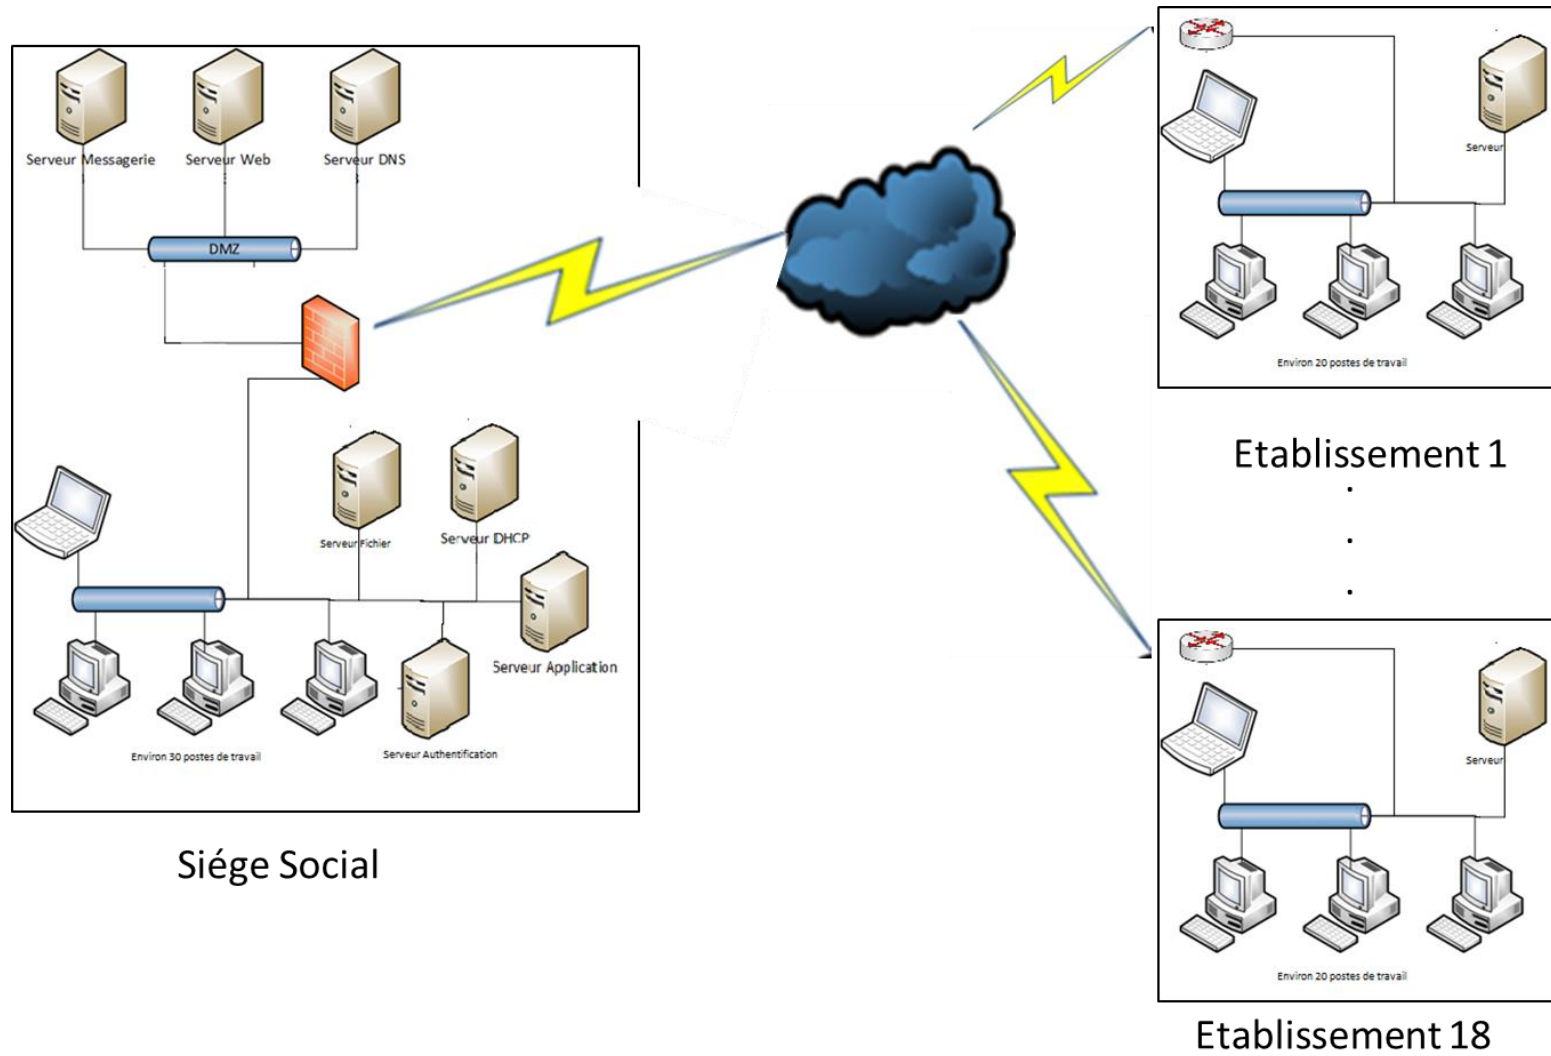 Serveur Messagerie
Serveur Web
Serveur DNS
DMZ
Serveur Fichier
Serveur DHCP
Serveur Application
Serveur Authentification
Environ 30 postes de travail
Siége Social
Serveur
Environ 20 postes de travail
Etablissement 1
.
.
.
Serveur
Environ 20 postes de travail
Etablissement 18